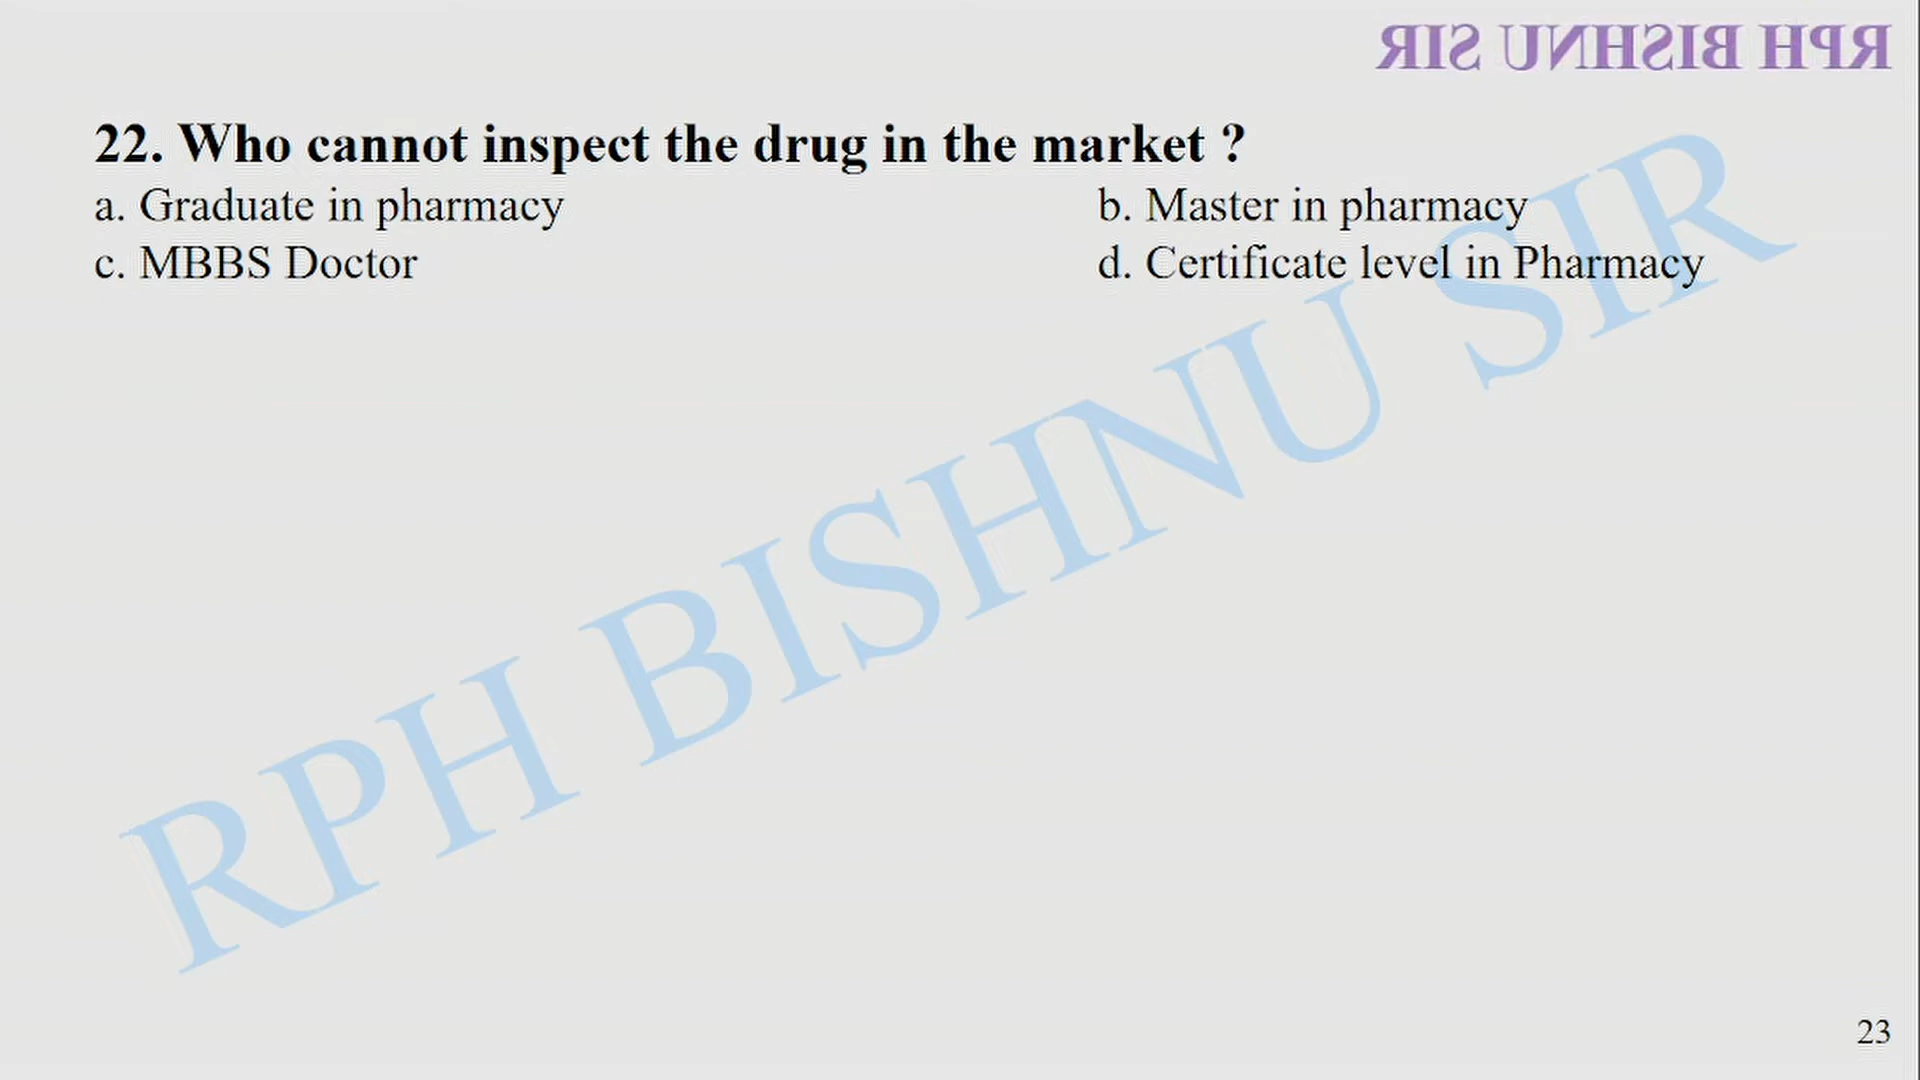 RPH BISHNU SIR
22. Who cannot inspect the drug in the market ?
a. Graduate in pharmacy
b. Master in pharmacy
c. MBBS Doctor
d. Certificate level in Pharmacy
RPH BISHNU SIR
23